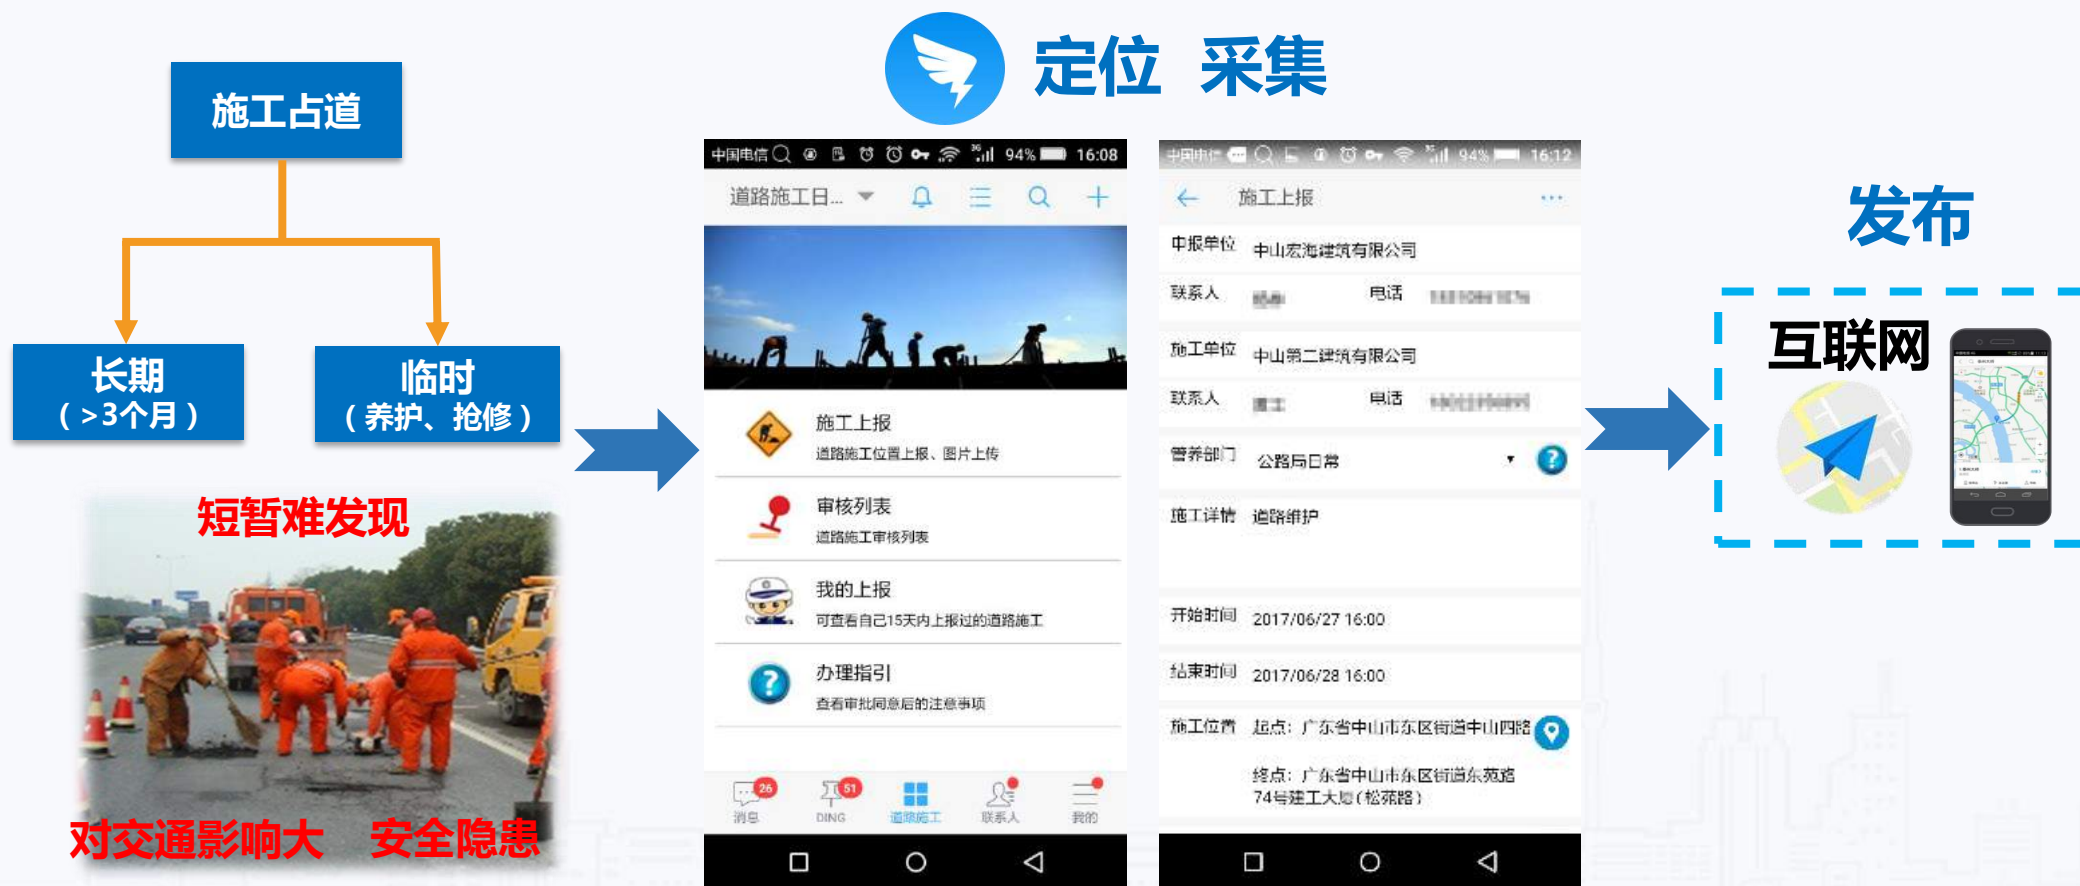 定位 采集
施工占道
长期
（>3个月）
临时
（养护、抢修）
短暂难发现
对交通影响大 安全隐患
中国电信 94% 16:08
道路施工日...
施工上报
道路施工位置上报、图片上传
审核列表
道路施工审核列表
我的上报
可查看自己15天内上报过的道路施工
办理指引
查看审批同意后的注意事项
26
51
消息
DING
道路施工
联系人
我的
中国电信 94% 16:12
施工上报
申报单位 中山宏海建筑有限公司
联系人 电话
施工单位 中山第二建筑有限公司
联系人 电话
管养部门 公路局日常
施工详情 道路维护
开始时间 2017/06/27 16:00
结束时间 2017/06/28 16:00
施工位置 起点：广东省中山市东区街道中山四路
终点：广东省中山市东区街道东苑路
74号建工大厦(松苑路)
发布
互联网